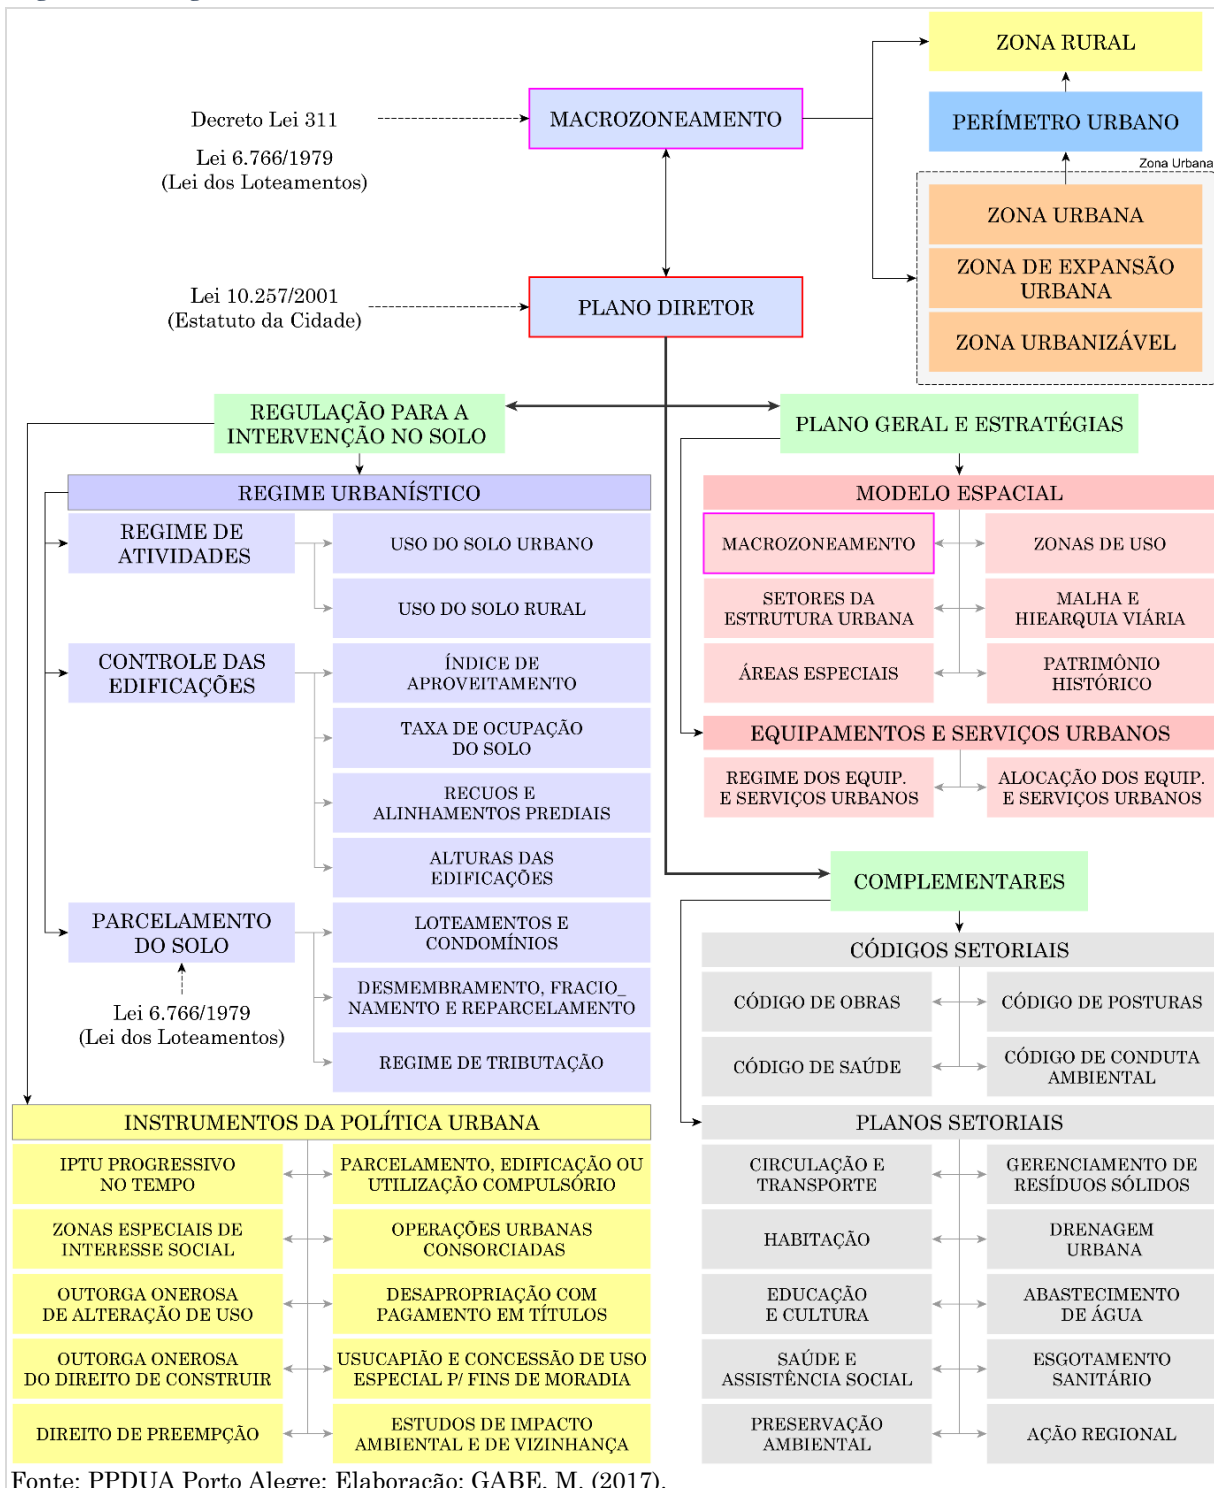 ZONA RURAL
Decreto Lei 311
MACROZONEAMENTO
PERÍMETRO URBANO
Lei 6.766/1979
(Lei dos Loteamentos)
Zona Urbana
ZONA URBANA
ZONA DE EXPANSÃO
URBANA
ZONA URBANIZÁVEL
Lei 10.257/2001
(Estatuto da Cidade)
PLANO DIRETOR
REGULAÇÃO PARA A
INTERVENÇÃO NO SOLO
REGIME URBANÍSTICO
REGIME DE
ATIVIDADES
USO DO SOLO URBANO
USO DO SOLO RURAL
CONTROLE DAS
EDIFICAÇÕES
ÍNDICE DE
APROVEITAMENTO
TAXA DE OCUPAÇÃO
DO SOLO
RECUOS E
ALINHAMENTOS PREDIAIS
ALTURAS DAS
EDIFICAÇÕES
PARCELAMENTO
DO SOLO
LOTEAMENTOS E
CONDOMÍNIOS
DESMEMBRAMENTO, FRACIO_
NAMENTO E REPARCELAMENTO
REGIME DE TRIBUTAÇÃO
Lei 6.766/1979
(Lei dos Loteamentos)
PLANO GERAL E ESTRATÉGIAS
MODELO ESPACIAL
MACROZONEAMENTO
ZONAS DE USO
SETORES DA
ESTRUTURA URBANA
MALHA E
HIEARQUIA VIÁRIA
ÁREAS ESPECIAIS
PATRIMÔNIO
HISTÓRICO
EQUIPAMENTOS E SERVIÇOS URBANOS
REGIME DOS EQUIP.
E SERVIÇOS URBANOS
ALOCAÇÃO DOS EQUIP.
E SERVIÇOS URBANOS
COMPLEMENTARES
CÓDIGOS SETORIAIS
CÓDIGO DE OBRAS
CÓDIGO DE POSTURAS
CÓDIGO DE SAÚDE
CÓDIGO DE CONDUTA
AMBIENTAL
INSTRUMENTOS DA POLÍTICA URBANA
IPTU PROGRESSIVO
NO TEMPO
PARCELAMENTO, EDIFICAÇÃO OU
UTILIZAÇÃO COMPULSÓRIO
ZONAS ESPECIAIS DE
INTERESSE SOCIAL
OPERAÇÕES URBANAS
CONSORCIADAS
OUTORGA ONEROSA
DE ALTERAÇÃO DE USO
DESAPROPRIAÇÃO COM
PAGAMENTO EM TÍTULOS
OUTORGA ONEROSA
DO DIREITO DE CONSTRUIR
USUCAPIÃO E CONCESSÃO DE USO
ESPECIAL P/ FINS DE MORADIA
DIREITO DE PREEMPÇÃO
ESTUDOS DE IMPACTO
AMBIENTAL E DE VIZINHANÇA
PLANOS SETORIAIS
CIRCULAÇÃO E
TRANSPORTE
GERENCIAMENTO DE
RESÍDUOS SÓLIDOS
HABITAÇÃO
DRENAGEM
URBANA
EDUCAÇÃO
E CULTURA
ABASTECIMENTO
DE ÁGUA
SAÚDE E
ASSISTÊNCIA SOCIAL
ESGOTAMENTO
SANITÁRIO
PRESERVAÇÃO
AMBIENTAL
AÇÃO REGIONAL
Fonte: PPDUA Porto Alegre; Elaboração: GABE, M. (2017).